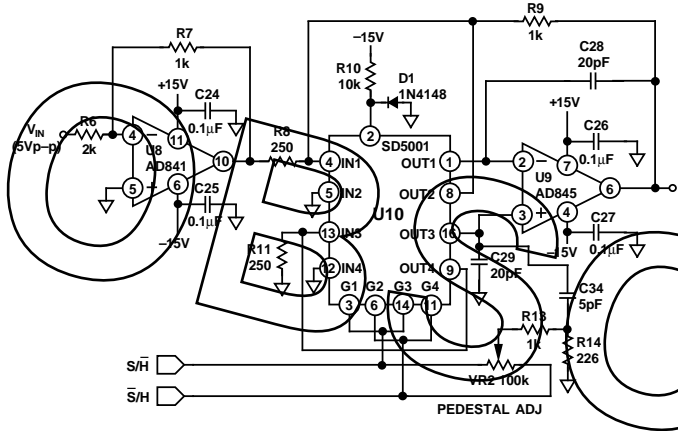 R7
1k
R9
1k
–15V
R10
10k
D1
1N4148
C28
20pF
+15V
C24
0.1µF
+15V
C26
0.1µF
VIN
(5Vp–p)
R6
2k
4
–
11
U8
AD841
10
5
+
6
C25
0.1µF
–15V
R8
250
2
SD5001
4
IN1
OUT1
1
5
IN2
OUT2
8
U10
13
IN3
OUT3
16
R11
250
12
IN4
OUT4
9
G1
G2
G3
G4
3
6
14
11
2
–
7
U9
AD845
6
3
+
4
–15V
C27
0.1µF
C29
20pF
C34
5pF
R13
1k
R14
226
VR2 100k
S/H̅
S̅/H
PEDESTAL ADJ
OBSO